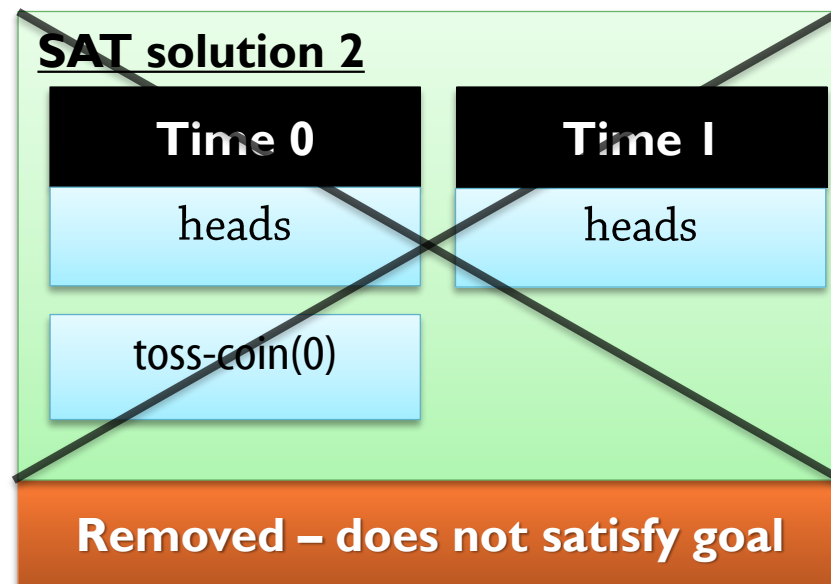 SAT solution 2
Time 0
Time 1
heads
heads
toss-coin(0)
Removed – does not satisfy goal